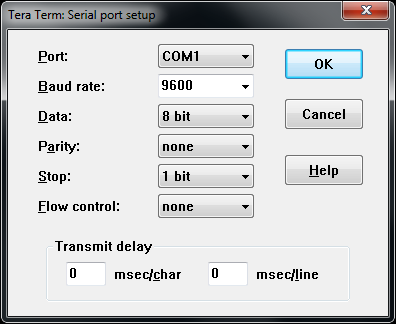 Tera Term: Serial port setup
Port: COM1 OK
Baud rate: 9600
Data: 8 bit Cancel
Parity: none
Stop: 1 bit Help
Flow control: none
Transmit delay
0 msec/char 0 msec/line